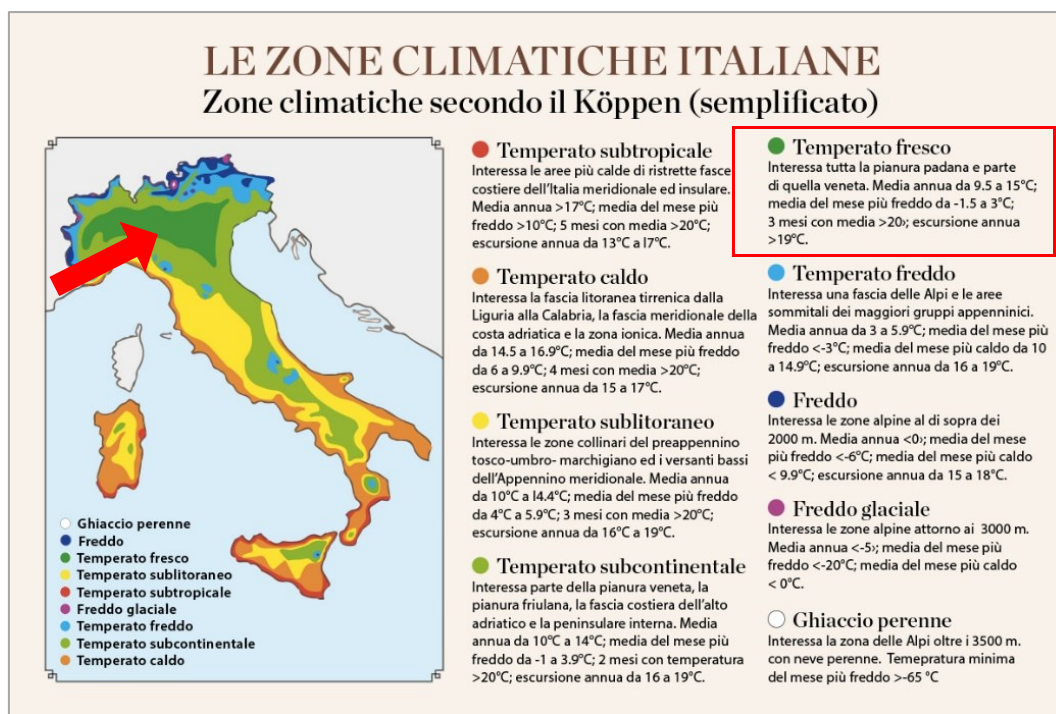 LE ZONE CLIMATICHE ITALIANE
Zone climatiche secondo il Köppen (semplificato)
Ghiaccio perenne
Freddo
Temperato fresco
Temperato sublitoraneo
Temperato subtropicale
Freddo glaciale
Temperato freddo
Temperato subcontinentale
Temperato caldo
Temperato subtropicale
Interessa le aree più calde di ristrette fasce
costiere dell'Italia meridionale ed insulare.
Media annua >17°C; media del mese più
freddo >10°C; 5 mesi con media >20°C;
escursione annua da 13°C a l7°C.
Temperato caldo
Interessa la fascia litoranea tirrenica dalla
Liguria alla Calabria, la fascia meridionale della
costa adriatica e la zona ionica. Media annua
da 14.5 a 16.9°C; media del mese più freddo
da 6 a 9.9°C; 4 mesi con media >20°C;
escursione annua da 15 a 17°C.
Temperato sublitoraneo
Interessa le zone collinari del preappennino
tosco-umbro- marchigiano ed i versanti bassi
dell'Appennino meridionale. Media annua
da 10°C a l4.4°C; media del mese più freddo
da 4°C a 5.9°C; 3 mesi con media >20°C;
escursione annua da 16°C a 19°C.
Temperato subcontinentale
Interessa parte della pianura veneta, la
pianura friulana, la fascia costiera dell'alto
adriatico e la peninsulare interna. Media
annua da 10°C a 14°C; media del mese più
freddo da -1 a 3.9°C; 2 mesi con temperatura
>20°C; escursione annua da 16 a 19°C.
Temperato fresco
Interessa tutta la pianura padana e parte
di quella veneta. Media annua da 9.5 a 15°C;
media del mese più freddo da -1.5 a 3°C;
3 mesi con media >20›; escursione annua
>19°C.
Temperato freddo
Interessa una fascia delle Alpi e le aree
sommitali dei maggiori gruppi appenninici.
Media annua da 3 a 5.9°C; media del mese più
freddo <-3°C; media del mese più caldo da 10
a 14.9°C; escursione annua da 16 a 19°C.
Freddo
Interessa le zone alpine al di sopra dei
2000 m. Media annua <0›; media del mese
più freddo <-6°C; media del mese più caldo
< 9.9°C; escursione annua da 15 a 18°C.
Freddo glaciale
Interessa le zone alpine attorno ai 3000 m.
Media annua <-5›; media del mese più
freddo <-20°C; media del mese più caldo
< 0°C.
Ghiaccio perenne
Interessa la zona delle Alpi oltre i 3500 m.
con neve perenne. Temepratura minima
del mese più freddo >-65 °C